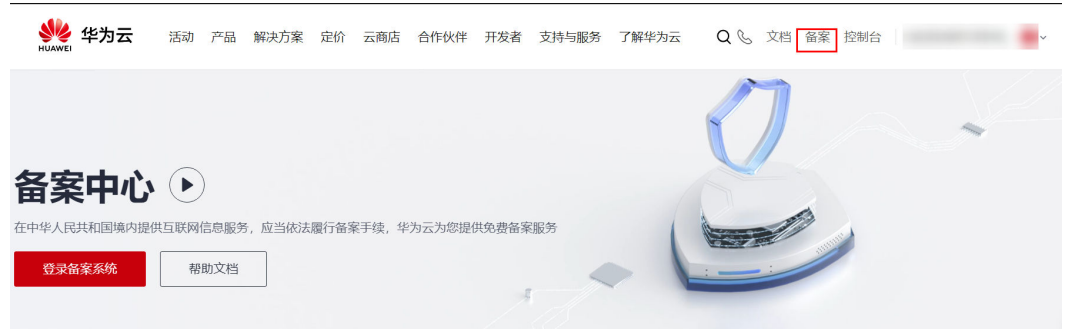 HUAWEI 华为云 活动 产品 解决方案 定价 云商店 合作伙伴 开发者 支持与服务 了解华为云 文档 备案 控制台
备案中心
在中华人民共和国境内提供互联网信息服务，应当依法履行备案手续，华为云为您提供免费备案服务
登录备案系统 帮助文档